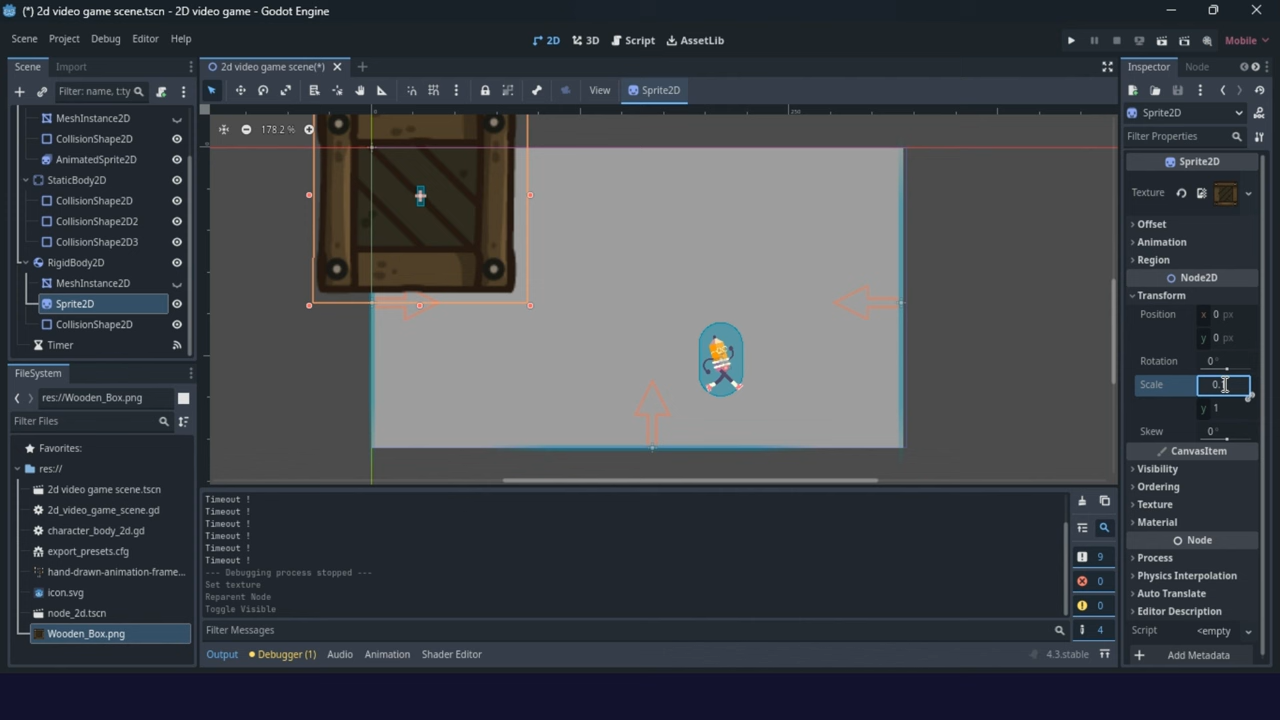 (*) 2d video game scene.tscn - 2D video game - Godot Engine
Scene Project Debug Editor Help
2D 3D Script AssetLib
Mobile
Scene Import
2d video game scene(*)
Inspector Node
Filter: name, t:ty
View Sprite2D
MeshInstance2D
CollisionShape2D
AnimatedSprite2D
StaticBody2D
CollisionShape2D
CollisionShape2D2
CollisionShape2D3
RigidBody2D
MeshInstance2D
Sprite2D
CollisionShape2D
Timer
FileSystem
res://Wooden_Box.png
Filter Files
Favorites:
res://
2d video game scene.tscn
2d_video_game_scene.gd
character_body_2d.gd
export_presets.cfg
hand-drawn-animation-frame...
icon.svg
node_2d.tscn
Wooden_Box.png
178.2 %
0
250
Timeout !
Timeout !
Timeout !
Timeout !
Timeout !
Timeout !
--- Debugging process stopped ---
Set texture
Reparent Node
Toggle Visible
Filter Messages
9
0
0
4
Output Debugger (1) Audio Animation Shader Editor
4.3.stable
Sprite2D
Filter Properties
Sprite2D
Texture
Offset
Animation
Region
Node2D
Transform
Position x 0 px
y 0 px
Rotation 0 °
Scale
y 1
Skew 0 °
CanvasItem
Visibility
Ordering
Texture
Material
Node
Process
Physics Interpolation
Auto Translate
Editor Description
Script <empty
Add Metadata